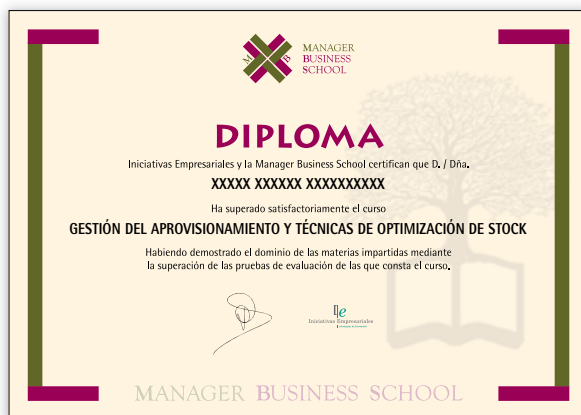 M B
MANAGER
BUSINESS
SCHOOL
DIPLOMA
Iniciativas Empresariales y la Manager Business School certifican que D. / Dña.
XXXXX XXXXXX XXXXXXXXXX
Ha superado satisfactoriamente el curso
GESTIÓN DEL APROVISIONAMIENTO Y TÉCNICAS DE OPTIMIZACIÓN DE STOCK
Habiendo demostrado el dominio de las materias impartidas mediante
la superación de las pruebas de evaluación de las que consta el curso.
Ie
Iniciativas Empresariales
MANAGER BUSINESS SCHOOL